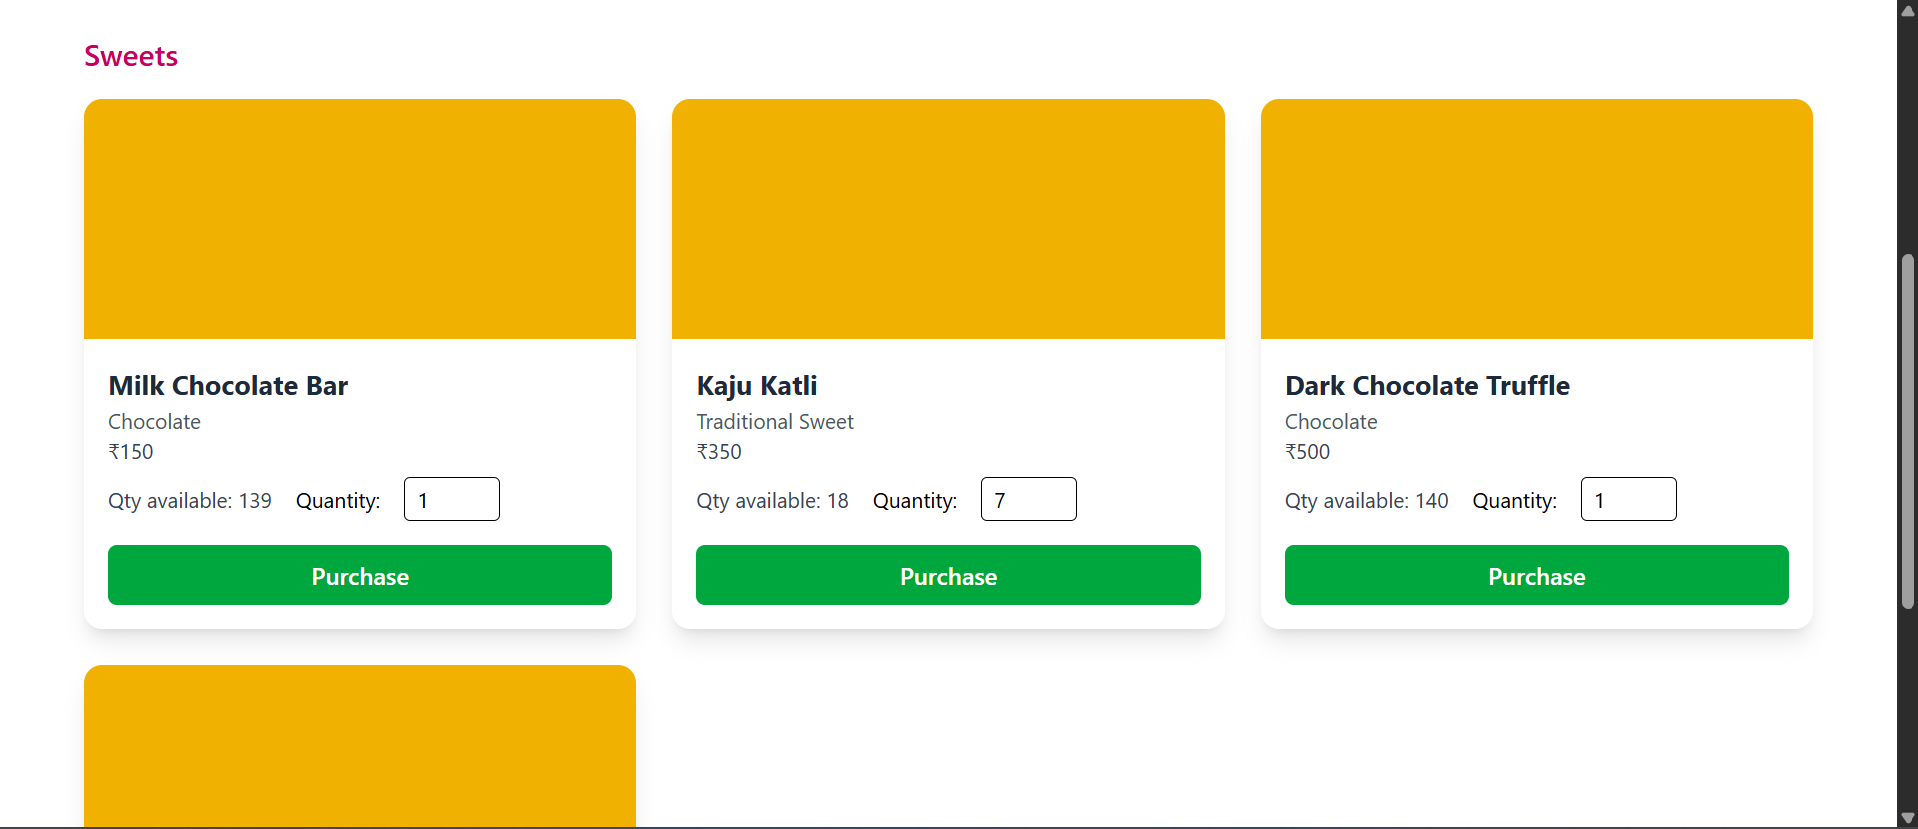 Sweets
Milk Chocolate Bar
Chocolate
₹150
Qty available: 139 Quantity: 1
Purchase
Kaju Katli
Traditional Sweet
₹350
Qty available: 18 Quantity: 7
Purchase
Dark Chocolate Truffle
Chocolate
₹500
Qty available: 140 Quantity: 1
Purchase